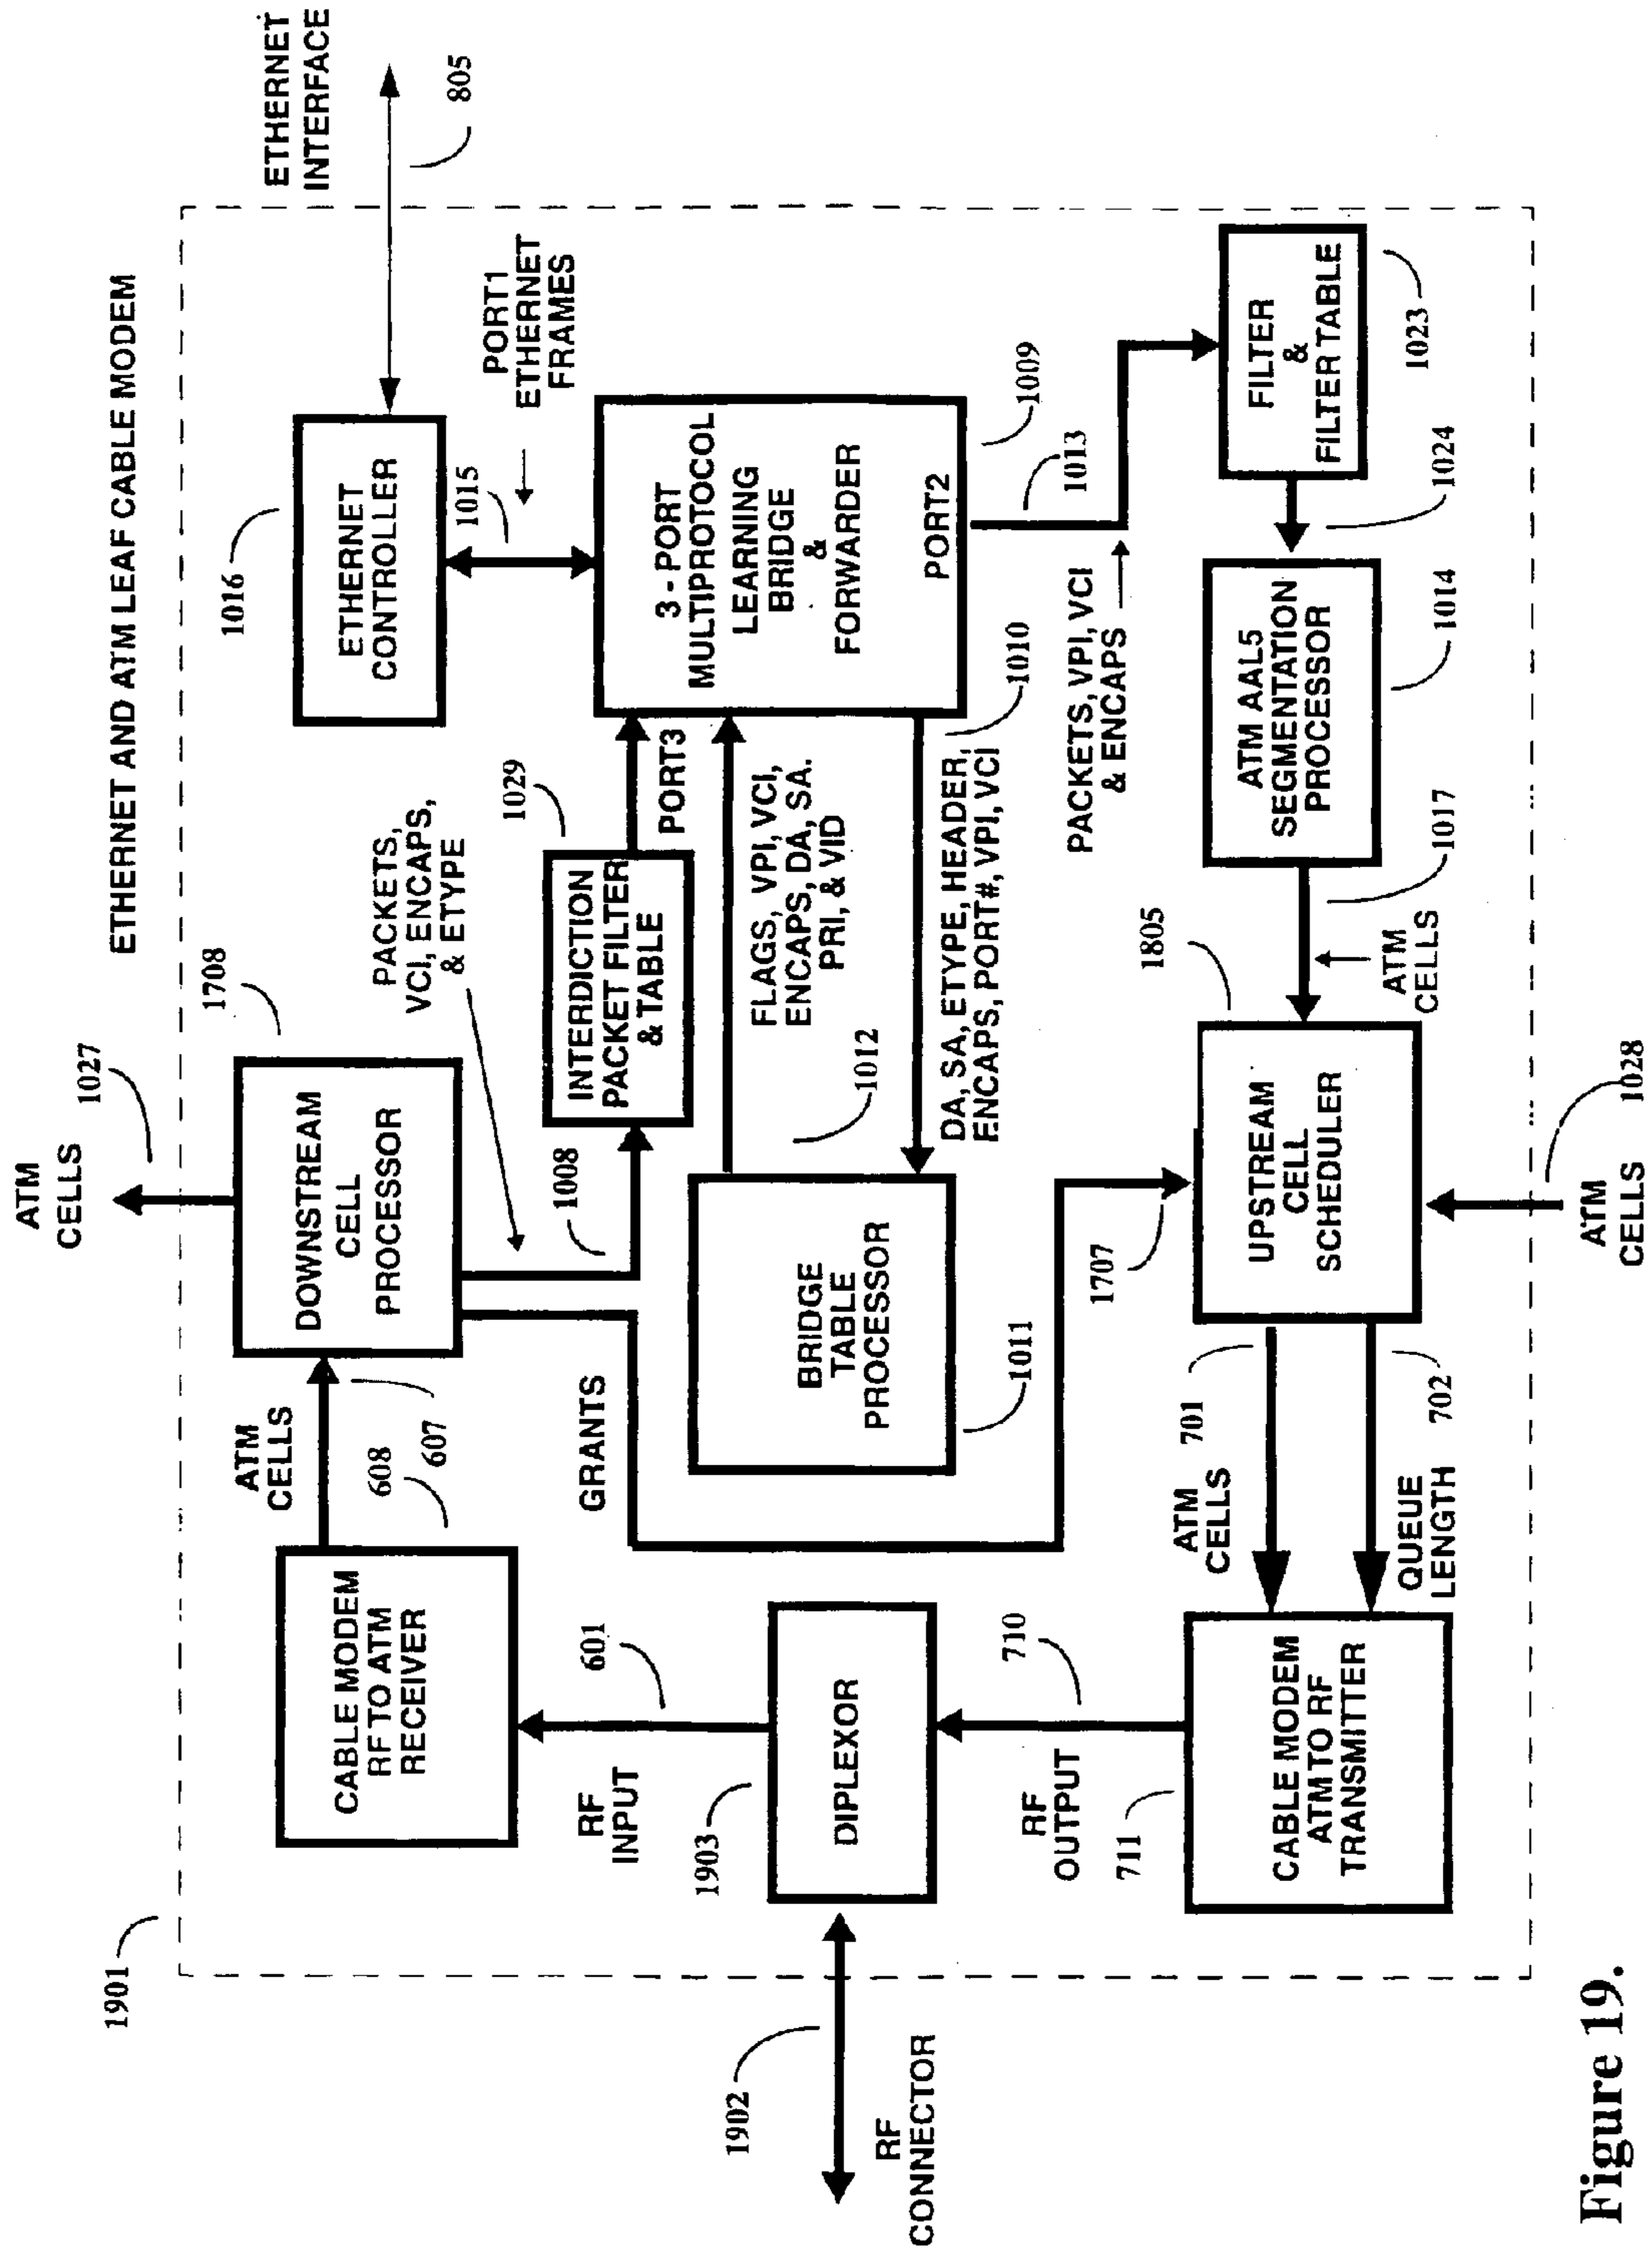 ETHERNET AND ATM LEAF CABLE MODEM
1901
ATM
CELLS
1027
ETHERNET
INTERFACE
805
CABLE MODEM
RF TO ATM
RECEIVER
ATM
CELLS
608
607
DOWNSTREAM
CELL
PROCESSOR
1708
PACKETS,
VCI, ENCAPS,
& ETYPE
ETHERNET
CONTROLLER
1016
1015
PORT1
ETHERNET
FRAMES
RF
INPUT
601
GRANTS
1008
INTERDICTION
PACKET FILTER
& TABLE
1029
PORT3
3 - PORT
MULTIPROTOCOL
LEARNING
BRIDGE
&
FORWARDER
PORT2
1009
1903
DIPLEXOR
1902
RF
CONNECTOR
BRIDGE
TABLE
PROCESSOR
1011
1012
FLAGS, VPI, VCI,
ENCAPS, DA, SA.
PRI, & VID
DA, SA, ETYPE, HEADER,
ENCAPS, PORT#, VPI, VCI
1010
1013
PACKETS, VPI, VCI
& ENCAPS
RF
OUTPUT
710
711
CABLE MODEM
ATM TO RF
TRANSMITTER
ATM
CELLS
701
QUEUE
LENGTH
702
1707
UPSTREAM
CELL
SCHEDULER
1805
ATM
CELLS
1017
ATM AAL5
SEGMENTATION
PROCESSOR
1014
1024
FILTER
&
FILTER TABLE
1023
ATM
CELLS
1028
Figure 19.